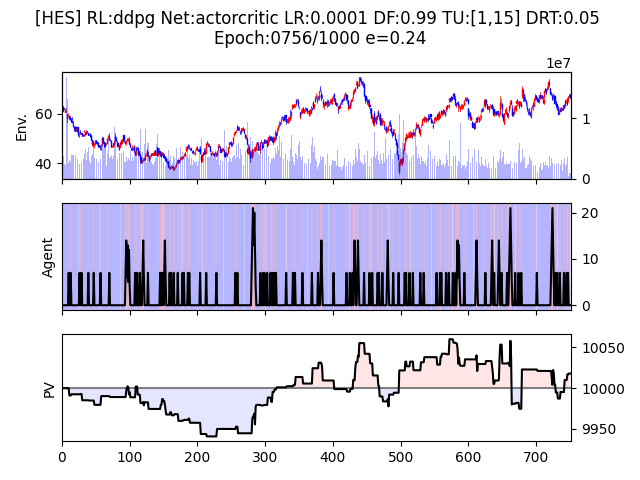 [HES] RL:ddpg Net:actorcritic LR:0.0001 DF:0.99 TU:[1,15] DRT:0.05
Epoch:0756/1000 e=0.24
1e7
Env.
60
40
1
0
Agent
20
10
0
PV
10050
10000
9950
0 100 200 300 400 500 600 700